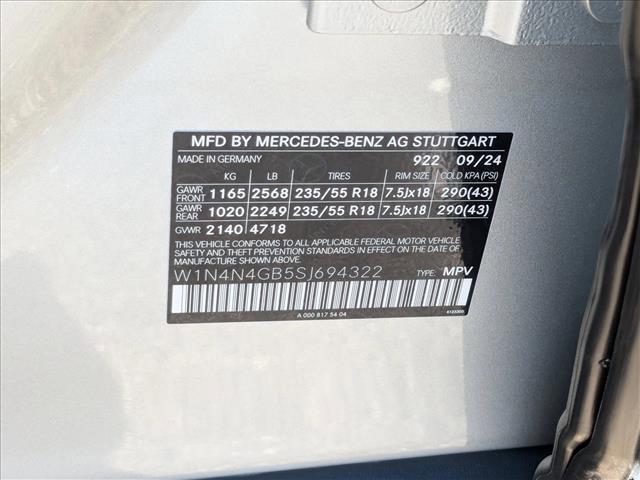 MFD BY MERCEDES-BENZ AG STUTTGART
MADE IN GERMANY 922 09/24
KG LB TIRES RIM SIZE COLD KPA (PSI)
GAWR FRONT 1165 2568 235/55 R18 7.5Jx18 290(43)
GAWR REAR 1020 2249 235/55 R18 7.5Jx18 290(43)
GVWR 2140 4718
THIS VEHICLE CONFORMS TO ALL APPLICABLE FEDERAL MOTOR VEHICLE
SAFETY STANDARDS IN EFFECT ON THE DATE OF MANUFACTURE SHOWN ABOVE.
W1N4N4GB5SJ694322 TYPE: MPV
A 000 817 54 04